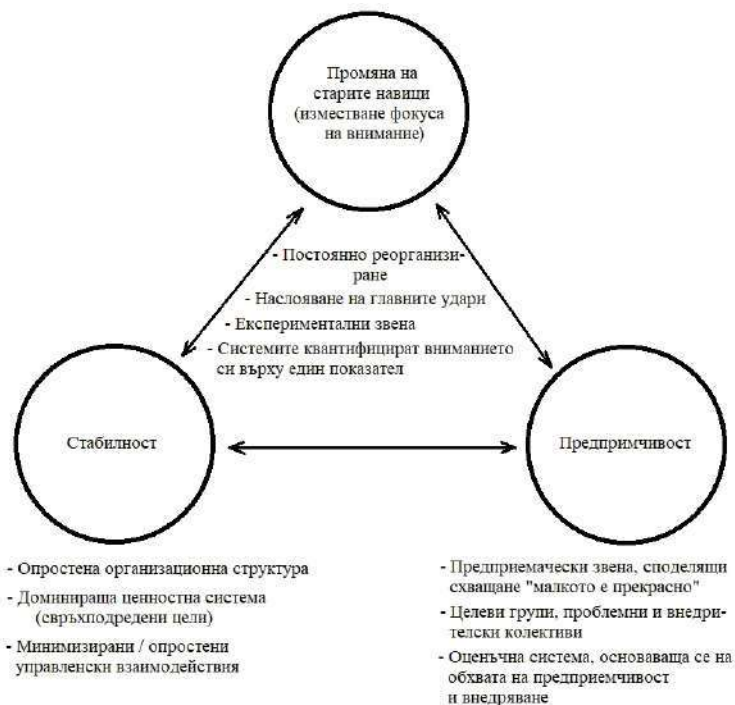 Промяна на
старите навици
(изместване фокуса
на внимание)
- Постоянно реорганизи-
ране
- Наслояване на главните удари
- Експериментални звена
- Системите квантифицират вниманието
си върху един показател
Стабилност
Предпримчивост
- Опростена организационна структура
- Доминираща ценностна система
(свръхподредени цели)
- Минимизирани / опростени
управленски взаимодействия
- Предприемачески звена, споделящи
схващане "малкото е прекрасно"
- Целеви групи, проблемни и внедри-
телски колективи
- Оценъчна система, основаваща се на
обхвата на предприемчивост
и внедряване